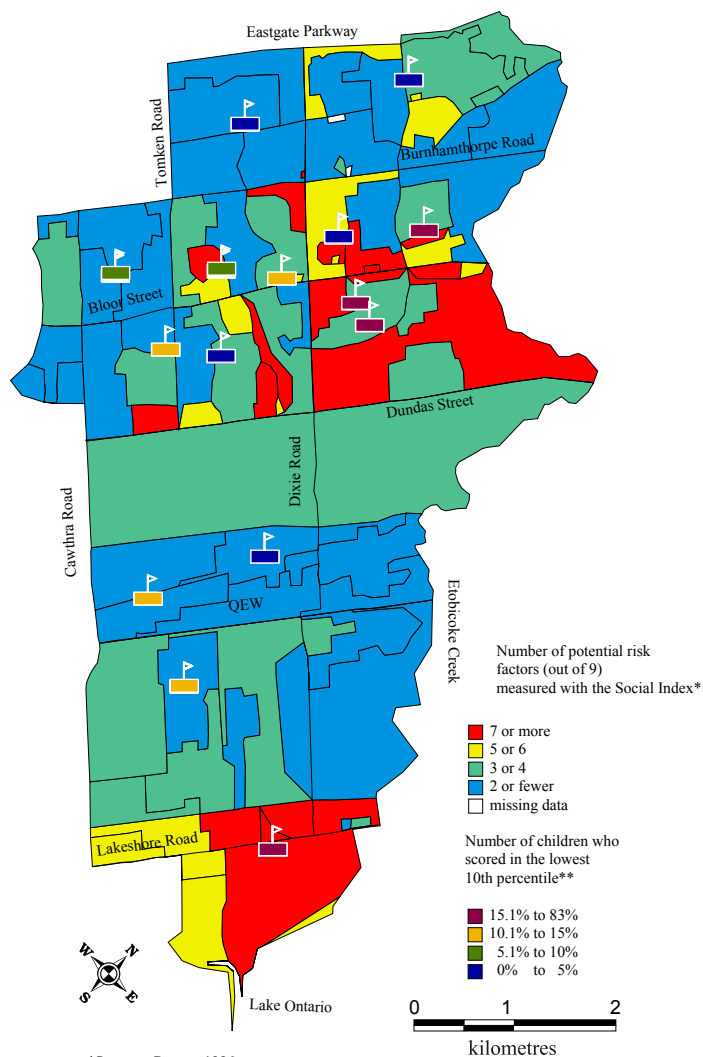 Eastgate Parkway
Tomken Road
Burnhamthorpe Road
Bloor Street
Dundas Street
Dixie Road
Cawthra Road
QEW
Etobicoke Creek
Number of potential risk
factors (out of 9)
measured with the Social Index*
7 or more
5 or 6
3 or 4
2 or fewer
missing data
Lakeshore Road
Number of children who
scored in the lowest
10th percentile**
15.1% to 83%
10.1% to 15%
5.1% to 10%
0% to 5%
W N
S E
Lake Ontario
0 1 2
kilometres